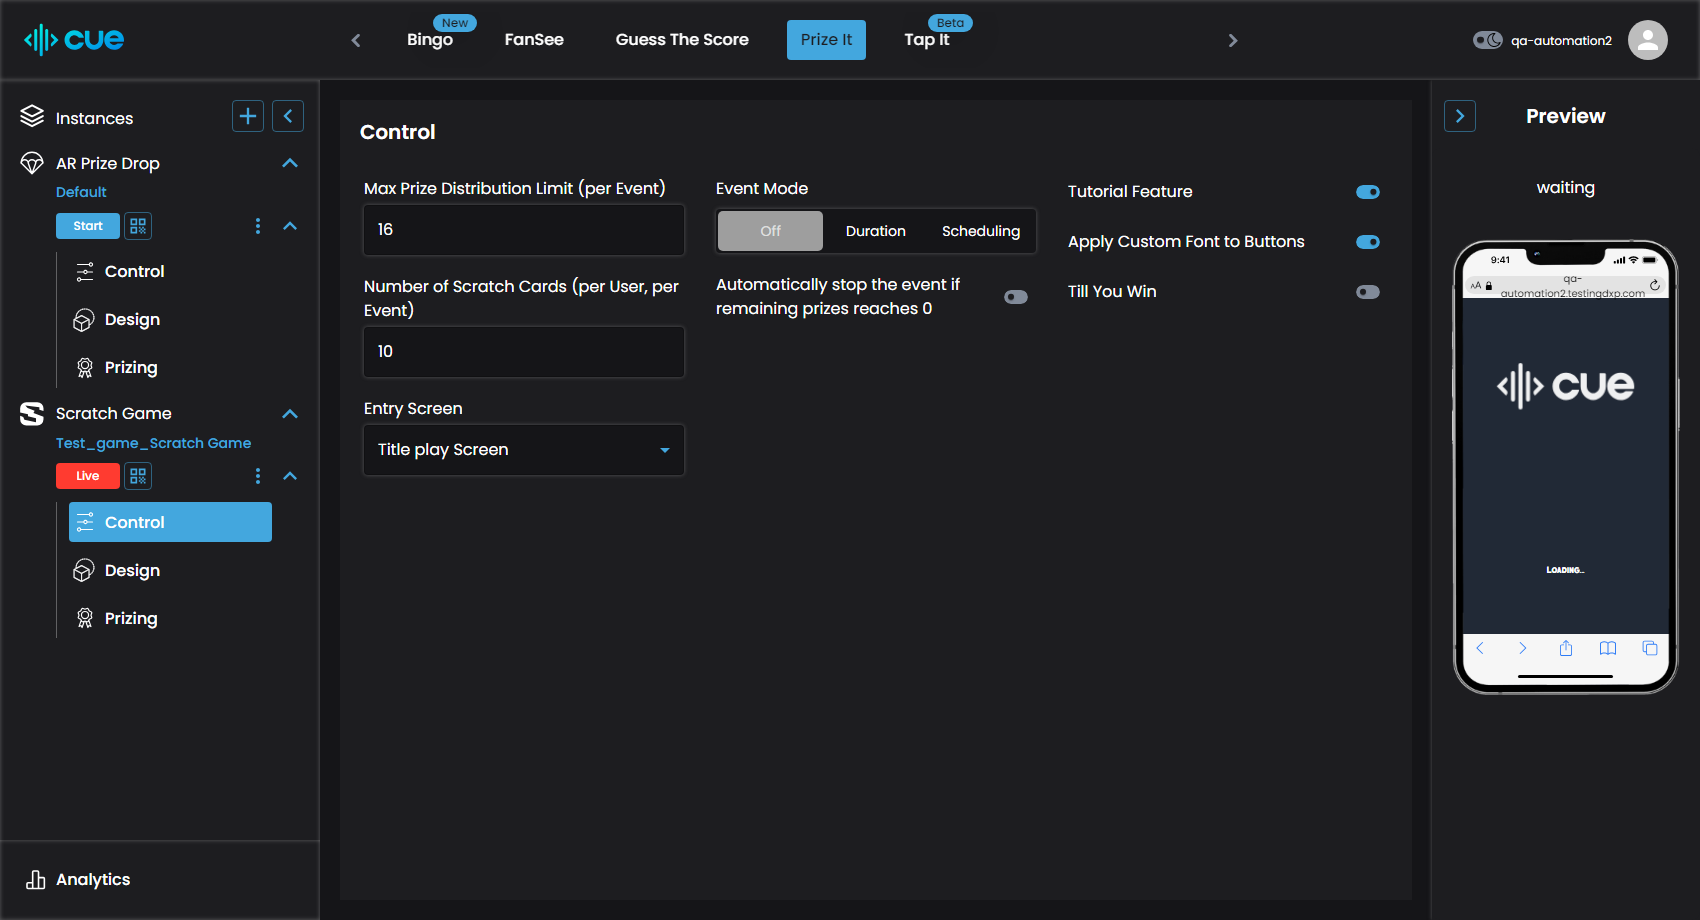 cue
New
Bingo
FanSee
Guess The Score
Prize It
Beta
Tap It
qa-automation2
Instances
AR Prize Drop
Default
Start
Control
Design
Prizing
Scratch Game
Test_game_Scratch Game
Live
Control
Design
Prizing
Analytics
Control
Max Prize Distribution Limit (per Event)
16
Number of Scratch Cards (per User, per
Event)
10
Entry Screen
Title play Screen
Event Mode
Off
Duration
Scheduling
Automatically stop the event if
remaining prizes reaches 0
Tutorial Feature
Apply Custom Font to Buttons
Till You Win
Preview
waiting
9:41
AA
qa-
automation2.testingdxp.com
cue
LOADING...